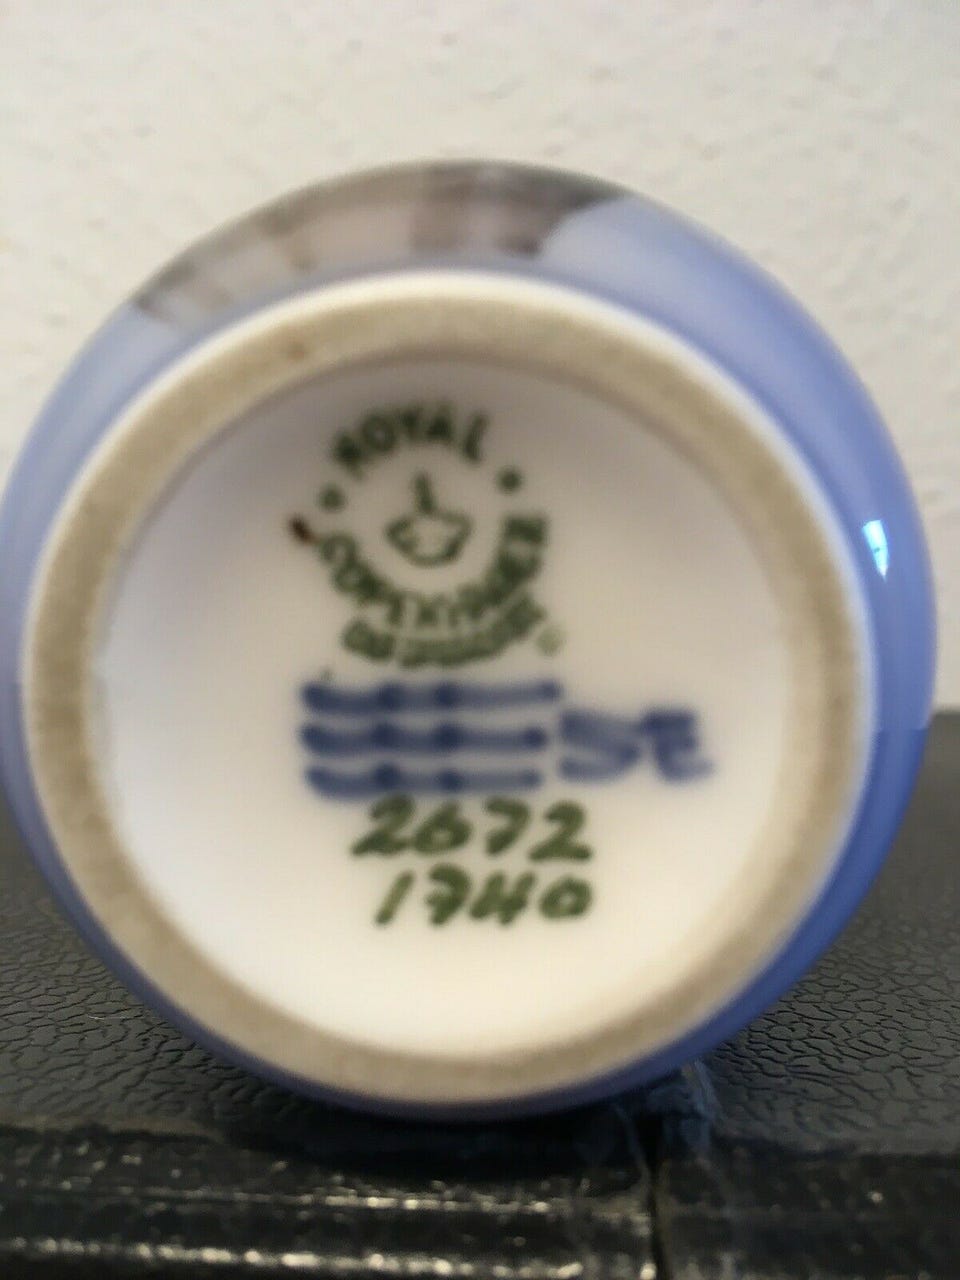 ROYAL
COPENHAGEN
DENMARK
2672
1740